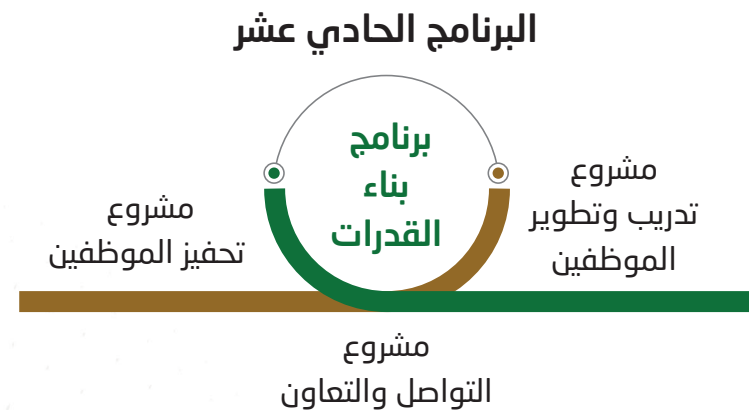 البرنامج الحادي عشر
برنامج
بناء
القدرات
مشروع
تدريب وتطوير
الموظفين
مشروع
تحفيز الموظفين
مشروع
التواصل والتعاون